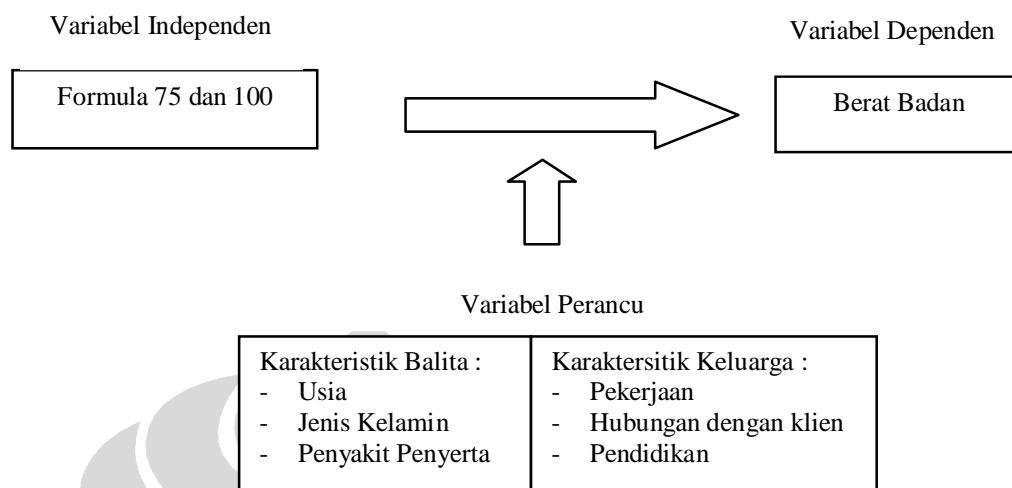 Variabel Independen
Variabel Dependen
Formula 75 dan 100
Berat Badan
Variabel Perancu
Karakteristik Balita :
- Usia
- Jenis Kelamin
- Penyakit Penyerta
Karaktersitik Keluarga :
- Pekerjaan
- Hubungan dengan klien
- Pendidikan